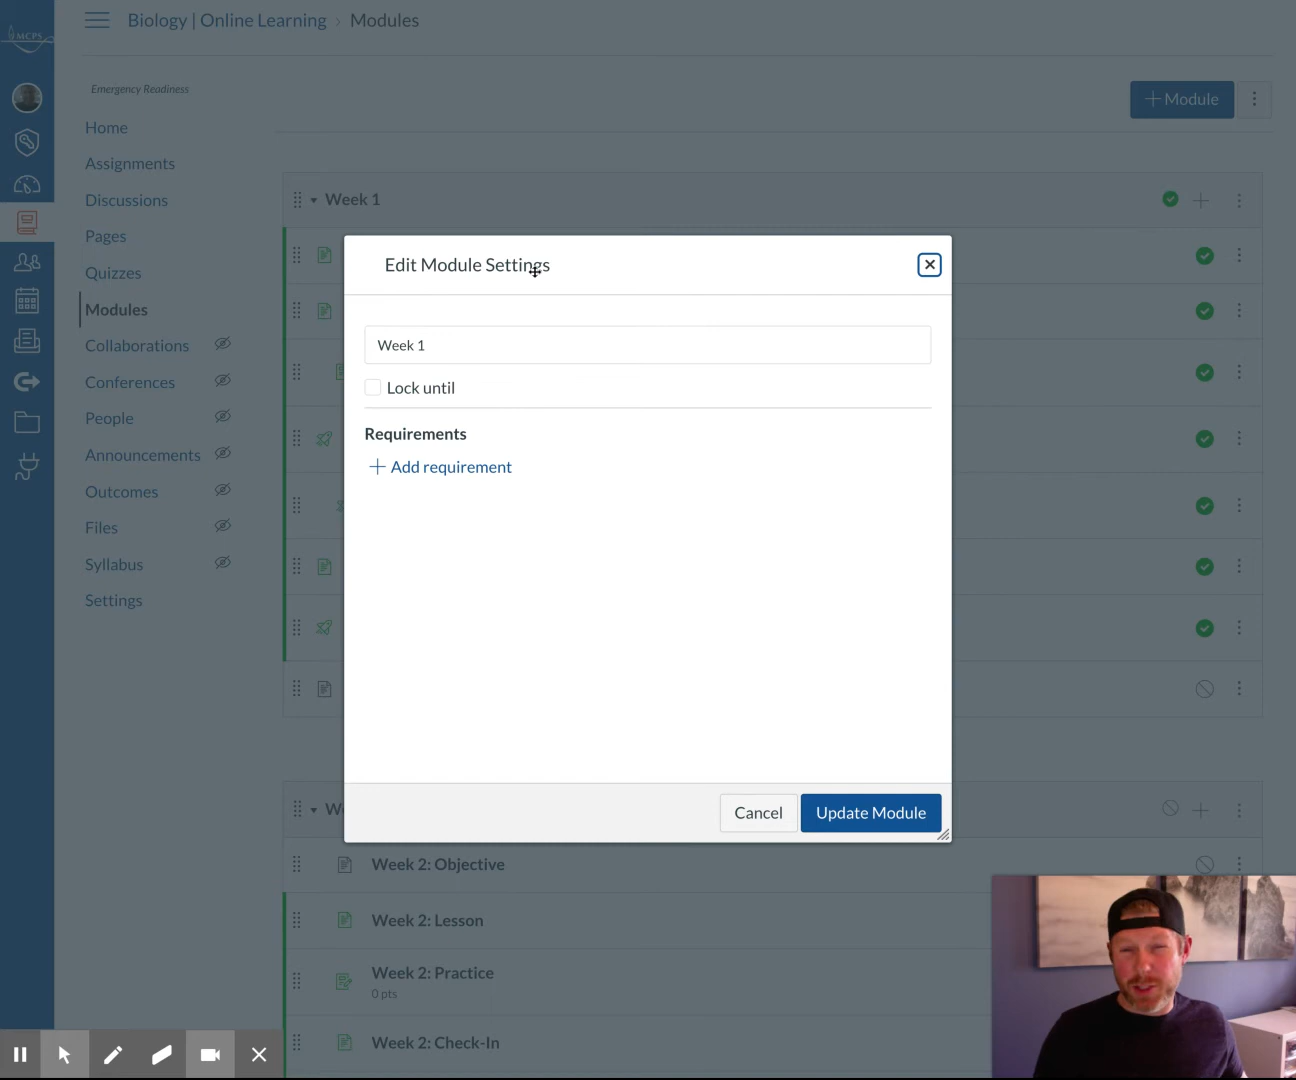 MCPS
Biology | Online Learning › Modules
Emergency Readiness
Home
Assignments
Discussions
Pages
Quizzes
Modules
Collaborations
Conferences
People
Announcements
Outcomes
Files
Syllabus
Settings
+ Module
Week 1
Edit Module Settings
Week 1
Lock until
Requirements
+ Add requirement
Cancel
Update Module
Week 2: Objective
Week 2: Lesson
Week 2: Practice
0 pts
Week 2: Check-In